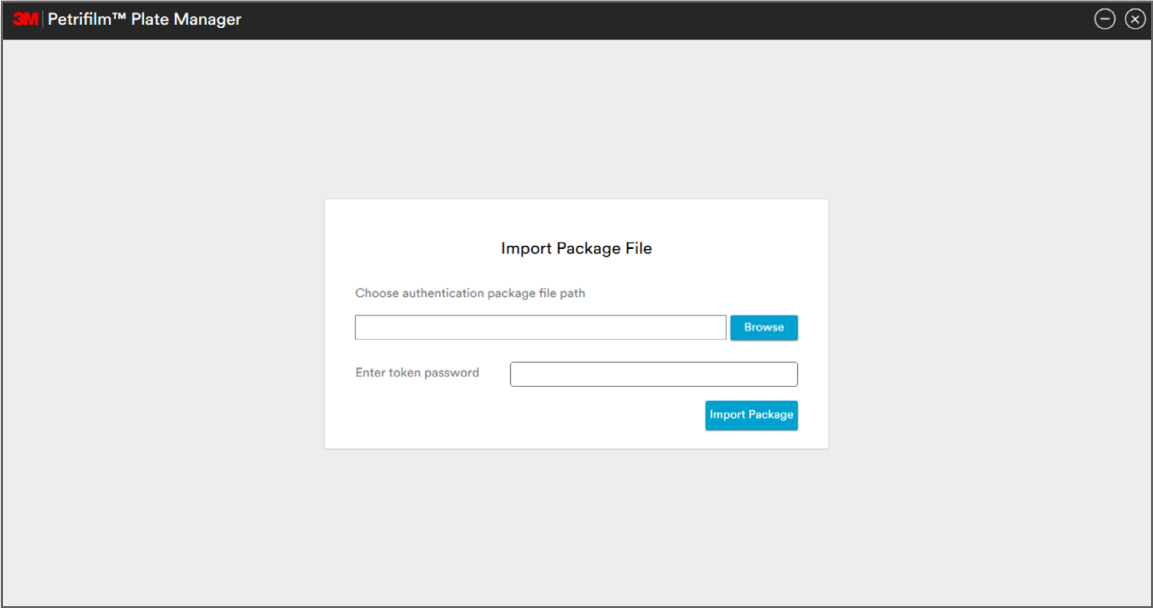 3M Petrifilm™ Plate Manager
Import Package File
Choose authentication package file path
Browse
Enter token password
Import Package